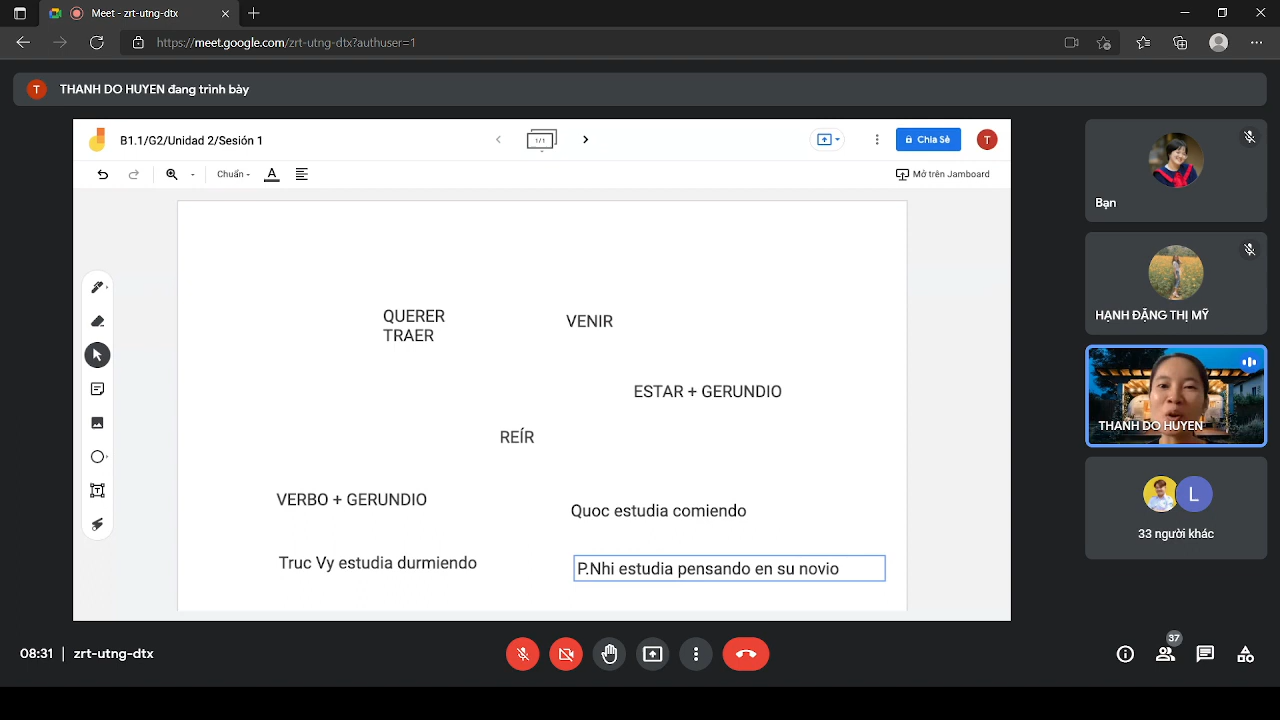 Meet - zrt-utng-dtx
https://meet.google.com/zrt-utng-dtx?authuser=1
T
THANH DO HUYEN đang trình bày
B1.1/G2/Unidad 2/Sesión 1
1/1
Chia Sẻ
T
Chuẩn
A
Mở trên Jamboard
QUERER
TRAER
VENIR
ESTAR + GERUNDIO
REÍR
VERBO + GERUNDIO
Quoc estudia comiendo
Truc Vy estudia durmiendo
P.Nhi estudia pensando en su novio
Bạn
HẠNH ĐẶNG THỊ MỸ
THANH DO HUYEN
L
33 người khác
08:31 | zrt-utng-dtx
37